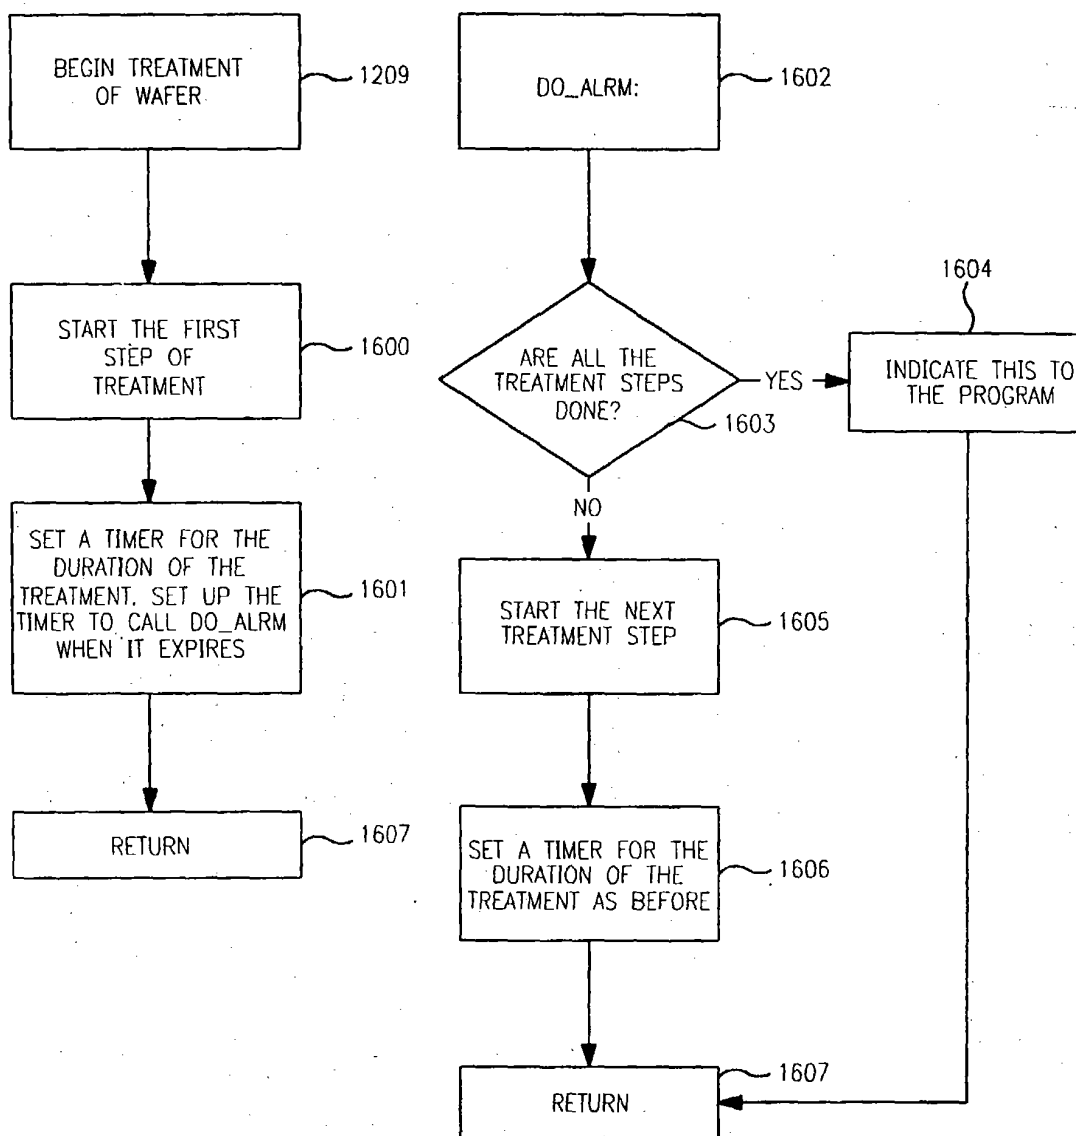 BEGIN TREATMENT
OF WAFER
1209
START THE FIRST
STEP OF
TREATMENT
1600
SET A TIMER FOR THE
DURATION OF THE
TREATMENT. SET UP THE
TIMER TO CALL DO_ALRM
WHEN IT EXPIRES
1601
RETURN
1607
DO_ALRM:
1602
ARE ALL THE
TREATMENT STEPS
DONE?
1603
YES
1604
INDICATE THIS TO
THE PROGRAM
NO
START THE NEXT
TREATMENT STEP
1605
SET A TIMER FOR THE
DURATION OF THE
TREATMENT AS BEFORE
1606
RETURN
1607